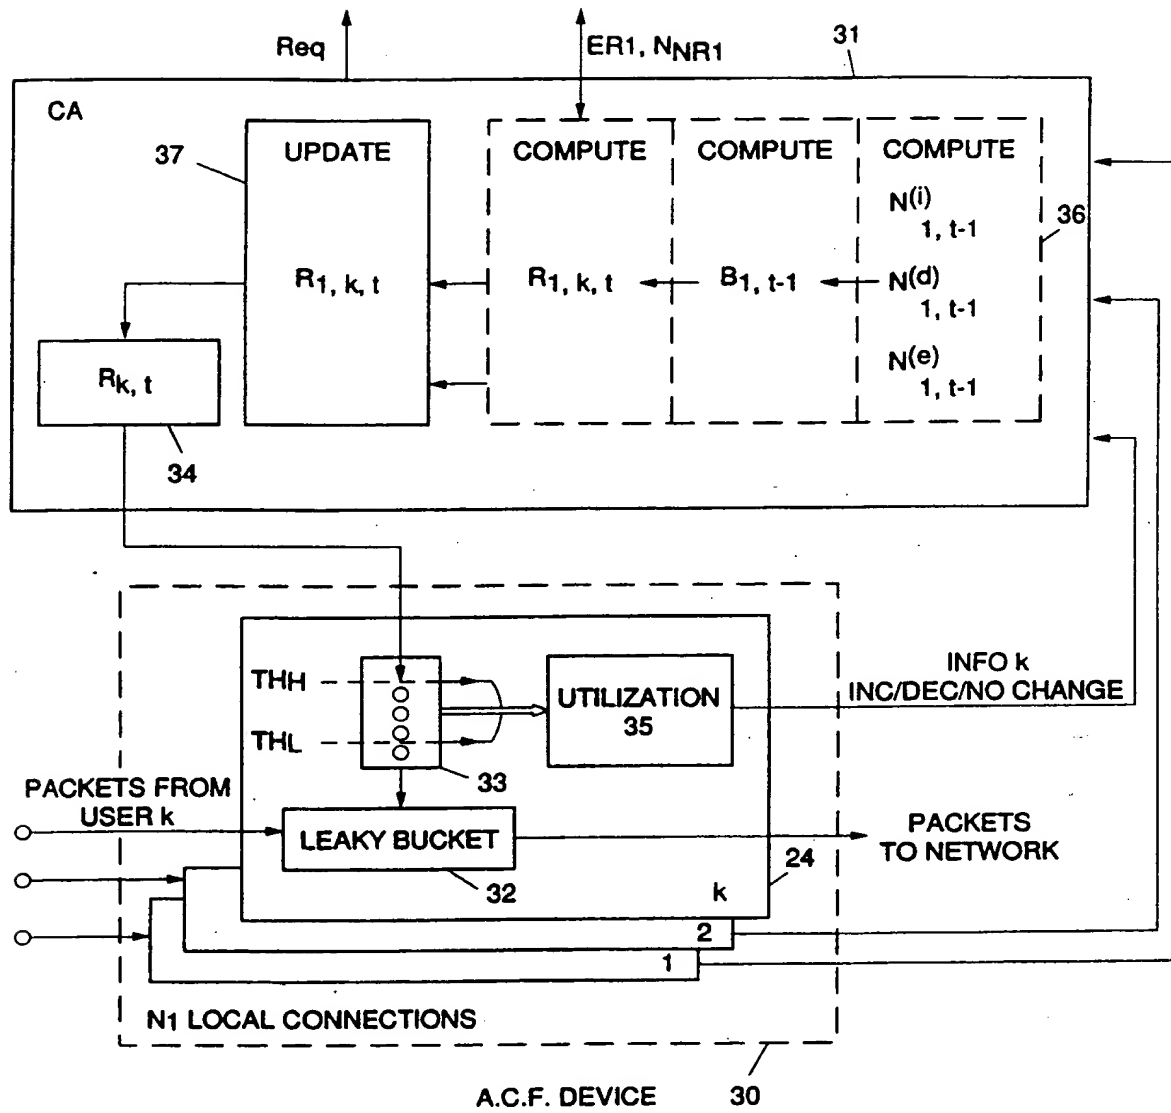 Req
ER1, NNR1
31
CA
37
UPDATE
COMPUTE
COMPUTE
COMPUTE
N(i)
1, t-1
36
R1, k, t
R1, k, t
B1, t-1
N(d)
1, t-1
N(e)
1, t-1
Rk, t
34
THH
THL
UTILIZATION
35
INFO k
INC/DEC/NO CHANGE
33
PACKETS FROM
USER k
LEAKY BUCKET
PACKETS
TO NETWORK
24
32
k
2
1
N1 LOCAL CONNECTIONS
A.C.F. DEVICE
30